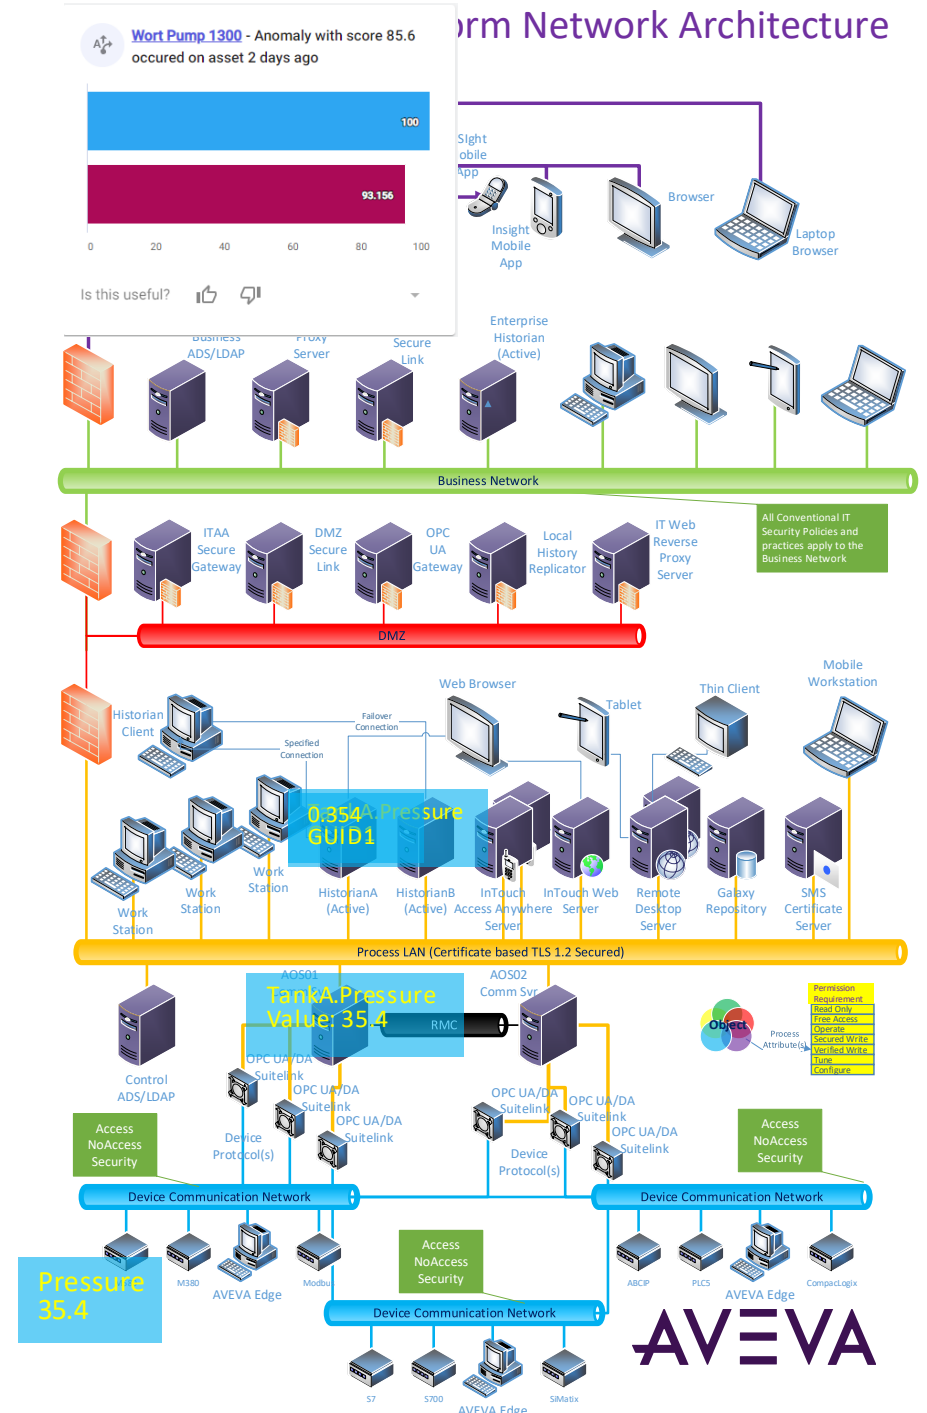 orm Network Architecture
Wort Pump 1300 - Anomaly with score 85.6
occured on asset 2 days ago
100
93.156
0 20 40 60 80 100
Is this useful?
SIght
obile
App
Insight
Mobile
App
Browser
Laptop
Browser
Business
ADS/LDAP
Proxy
Server
Secure
Link
Enterprise
Historian
(Active)
Business Network
All Conventional IT
Security Policies and
practices apply to the
Business Network
ITAA
Secure
Gateway
DMZ
Secure
Link
OPC
UA
Gateway
Local
History
Replicator
IT Web
Reverse
Proxy
Server
DMZ
Historian
Client
Failover
Connection
Specified
Connection
Web Browser
Tablet
Thin Client
Mobile
Workstation
TankA.Pressure
0.354
GUID1
Work
Station
Work
Station
Work
Station
HistorianA
(Active)
HistorianB
(Active)
InTouch
Access Anywhere
Server
InTouch Web
Server
Remote
Desktop
Server
Galaxy
Repository
SMS
Certificate
Server
Process LAN (Certificate based TLS 1.2 Secured)
Control
ADS/LDAP
AOS01
TankA.Pressure
Value: 35.4
RMC
AOS02
Comm Svr
Object
Process
Attribute(s)
Permission
Requirement
Read Only
Free Access
Operate
Secured Write
Verified Write
Tune
Configure
OPC UA/DA
Suitelink
OPC UA/DA
Suitelink
OPC UA/DA
Suitelink
Device
Protocol(s)
OPC UA/DA
Suitelink
OPC UA/DA
Suitelink
OPC UA/DA
Suitelink
Device
Protocol(s)
Access
NoAccess
Security
Access
NoAccess
Security
Device Communication Network
Device Communication Network
Pressure
35.4
M380
AVEVA Edge
Modbu
Access
NoAccess
Security
ABCIP
PLC5
AVEVA Edge
CompacLogix
Device Communication Network
S7
S700
AVEVA Edge
SiMatix
AVEVA